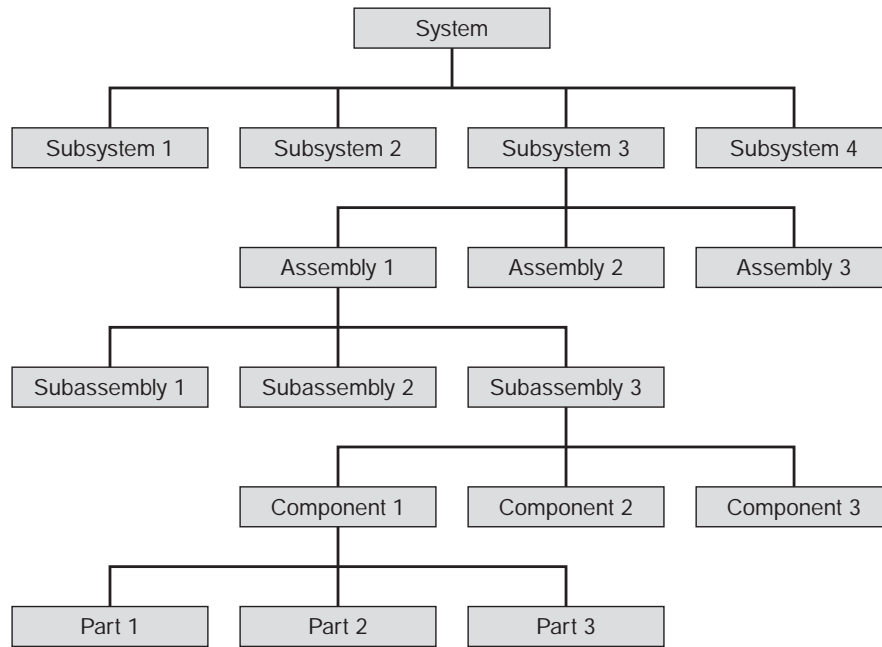 System
Subsystem 1 Subsystem 2 Subsystem 3 Subsystem 4
Assembly 1 Assembly 2 Assembly 3
Subassembly 1 Subassembly 2 Subassembly 3
Component 1 Component 2 Component 3
Part 1 Part 2 Part 3